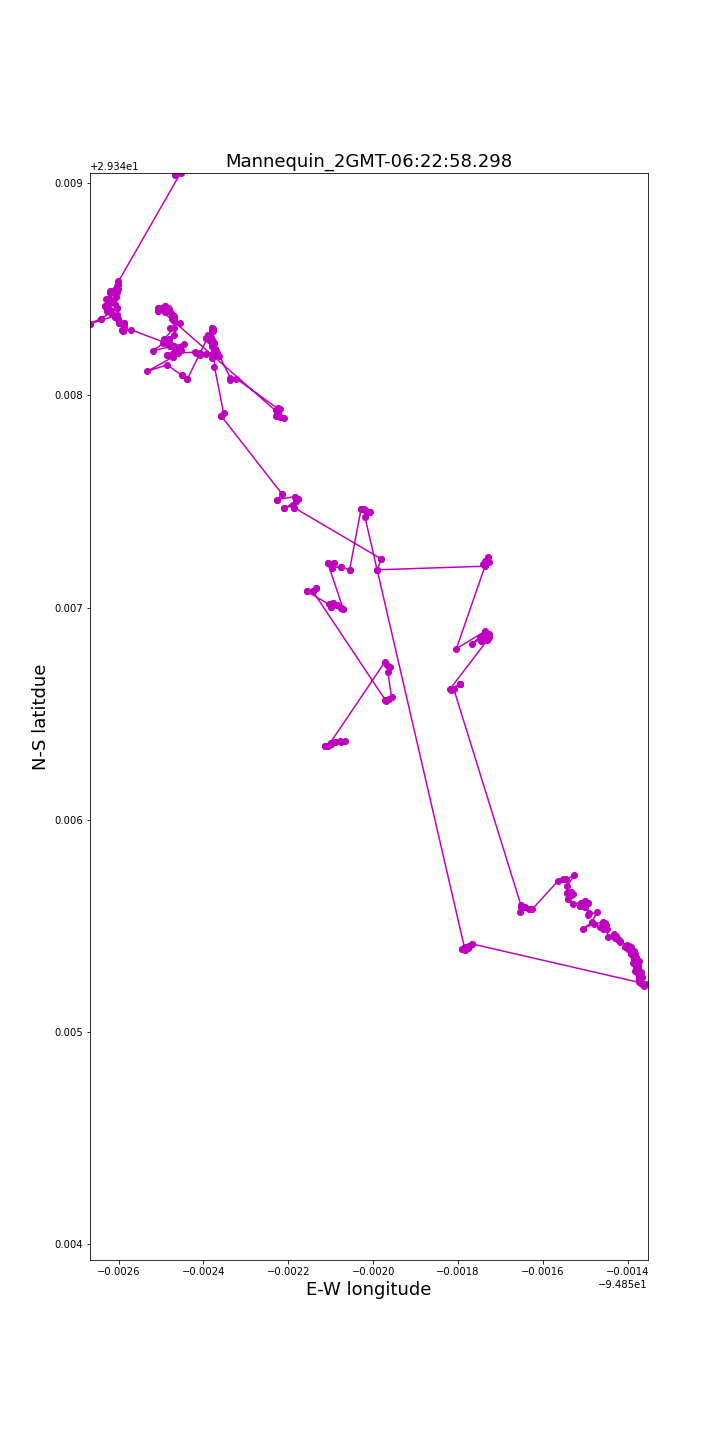 Mannequin_2GMT-06:22:58.298
+2.934e1
0.009
0.008
0.007
0.006
0.005
0.004
N-S latitdue
−0.0026 −0.0024 −0.0022 −0.0020 −0.0018 −0.0016 −0.0014
−9.485e1
E-W longitude